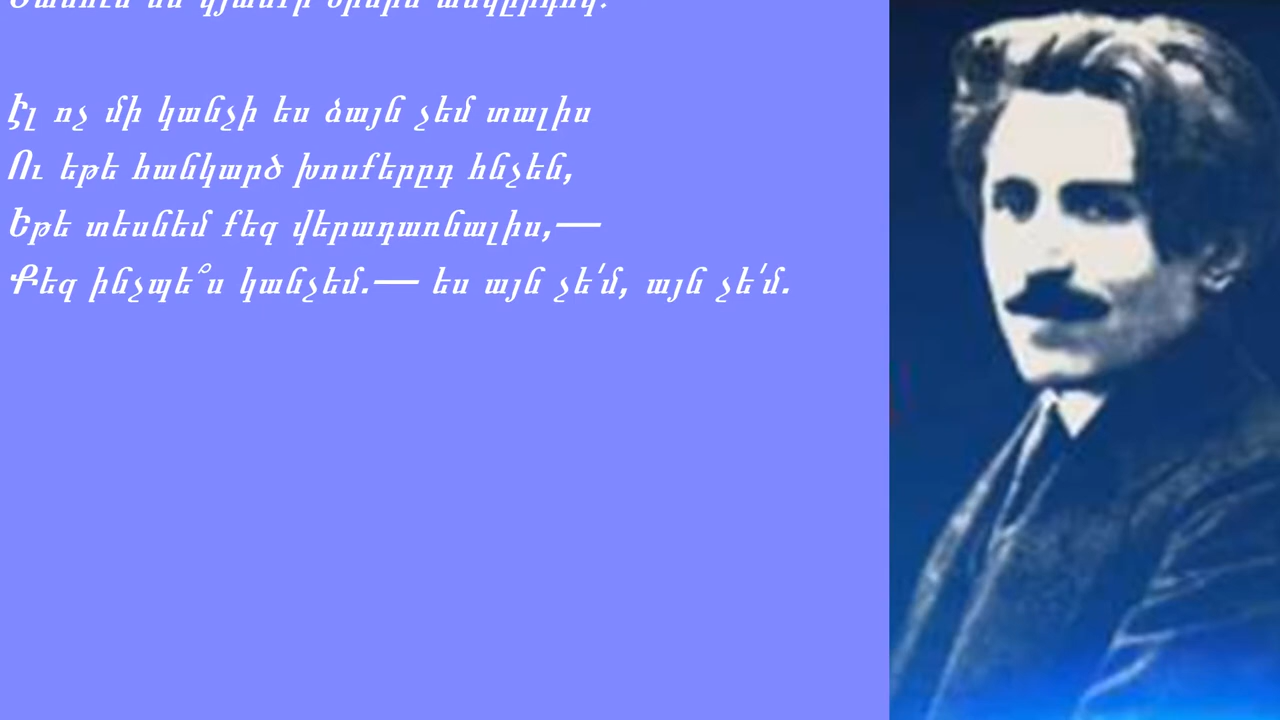 Էլ ոչ մի կանչի ես ձայն չեմ տալիս
Ու եթե հանկարծ խոսքերըդ հնչեն,
Եթե տեսնեմ քեզ վերադառնալիս,—
Քեզ ինչպե՞ս կանչեմ.— ես այն չե՛մ, այն չե՛մ.